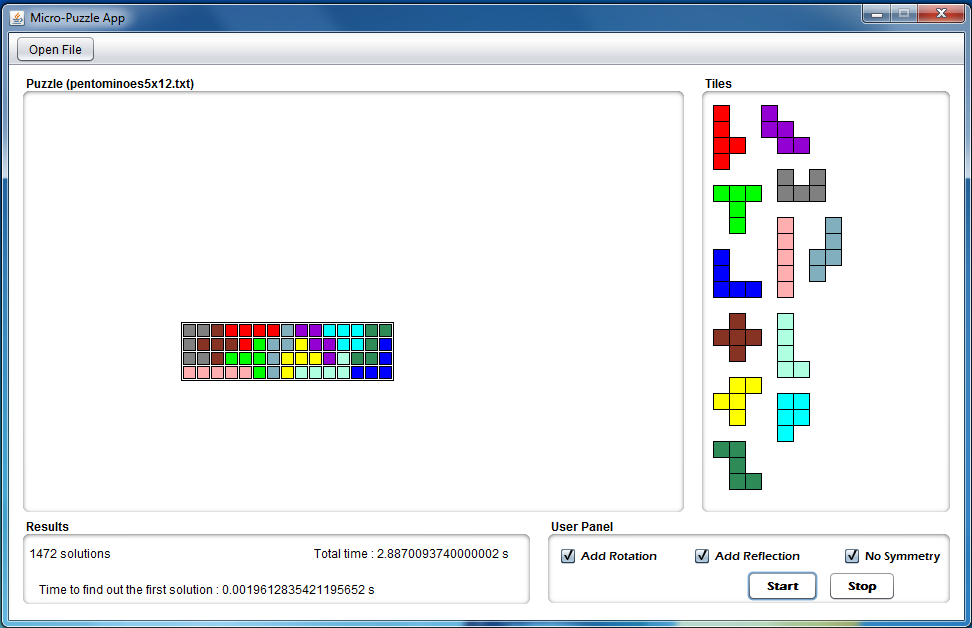 Micro-Puzzle App
Open File
Puzzle (pentominoes5x12.txt)
Tiles
Results
1472 solutions
Total time : 2.8870093740000002 s
Time to find out the first solution : 0.0019612835421195652 s
User Panel
Add Rotation
Add Reflection
No Symmetry
Start
Stop